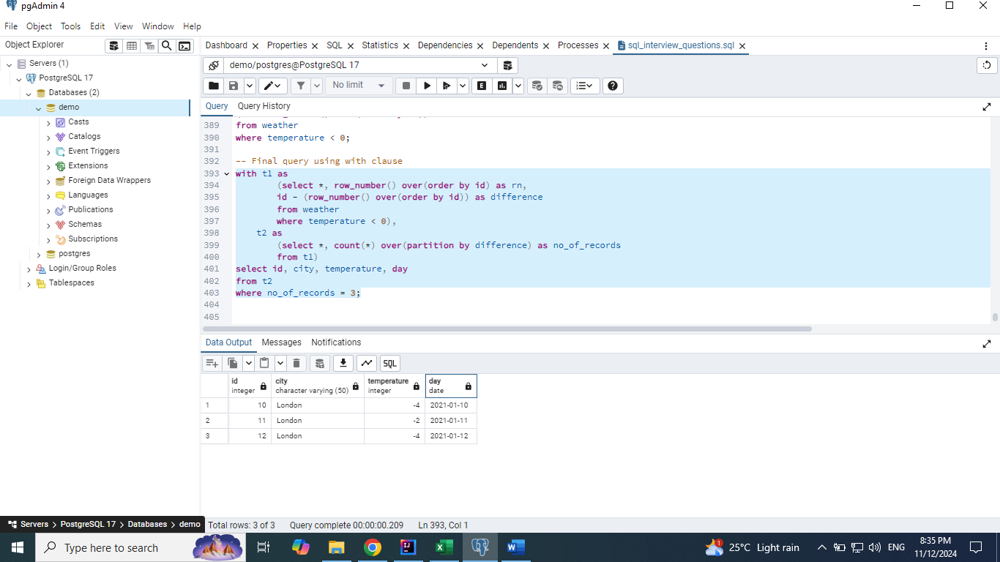 pgAdmin 4
File Object Tools Edit View Window Help
Object Explorer
Servers (1)
PostgreSQL 17
Databases (2)
demo
Casts
Catalogs
Event Triggers
Extensions
Foreign Data Wrappers
Languages
Publications
Schemas
Subscriptions
postgres
Login/Group Roles
Tablespaces
Dashboard Properties SQL Statistics Dependencies Dependents Processes sql_interview_questions.sql
demo/postgres@PostgreSQL 17
No limit
Query Query History
389 from weather
390 where temperature < 0;
391
392 -- Final query using with clause
393 with t1 as
394 (select *, row_number() over(order by id) as rn,
395 id - (row_number() over(order by id)) as difference
396 from weather
397 where temperature < 0),
398 t2 as
399 (select *, count(*) over(partition by difference) as no_of_records
400 from t1)
401 select id, city, temperature, day
402 from t2
403 where no_of_records = 3;
404
405
Data Output Messages Notifications
SQL
id city temperature day
integer character varying (50) integer date
1 10 London -4 2021-01-10
2 11 London -2 2021-01-11
3 12 London -4 2021-01-12
Servers > PostgreSQL 17 > Databases > demo
Total rows: 3 of 3 Query complete 00:00:00.209 Ln 393, Col 1
Type here to search
25°C Light rain
ENG
8:35 PM
11/12/2024